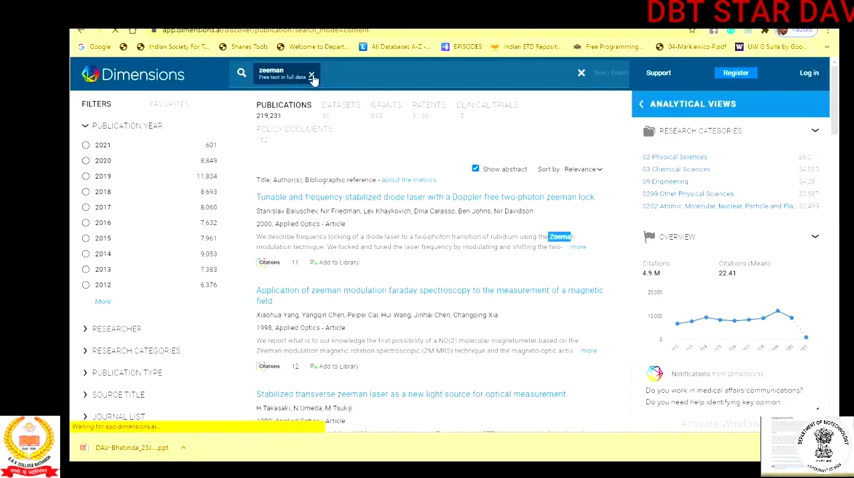 DBT STAR DAV
app.dimensions.ai/discover/publication?search_mode=content
Paused
Google
Indian Society For T...
Shanes Tools
Welcome to Depart...
All Databases A-Z...
EPISODES
Indian ETD Reposit...
Free Programming...
04-Markiewicz-P.pdf
UW G Suite by Goo...
Dimensions
zeeman
Free text in full data
Support
Register
Log in
FILTERS
FAVORITES
PUBLICATION YEAR
2021 601
2020 8,849
2019 11,804
2018 8,693
2017 8,060
2016 7,632
2015 7,961
2014 9,053
2013 7,383
2012 6,376
More
RESEARCHER
RESEARCH CATEGORIES
PUBLICATION TYPE
SOURCE TITLE
JOURNAL LIST
PUBLICATIONS
219,231
DATASETS
GRANTS
PATENTS
CLINICAL TRIALS
POLICY DOCUMENTS
Show abstract
Sort by Relevance
Title, Author(s), Bibliographic reference - About the metrics
Tunable and frequency-stabilized diode laser with a Doppler-free two-photon zeeman lock
Stanislav Baluschev, Nir Friedman, Lev Khaykovich, Dina Carasso, Ben Johns, Nir Davidson
2000, Applied Optics - Article
We describe frequency locking of a diode laser to a two-photon transition of rubidium using the Zeeman
modulation technique. We locked and tuned the laser frequency by modulating and shifting the two- more
Citations 11 Add to Library
Application of zeeman modulation faraday spectroscopy to the measurement of a magnetic
field
Xiaohua Yang, Yangqin Chen, Peipei Cai, Hui Wang, Jinhai Chen, Changping Xia
1998, Applied Optics - Article
We report what is to our knowledge the first possibility of a NO(2) molecular magnetometer based on the
Zeeman modulation magnetic rotation spectroscopic (ZM-MRS) technique and the magneto-optic activ more
Citations 12 Add to Library
Stabilized transverse zeeman laser as a new light source for optical measurement
H Takasaki, N Umeda, M Tsukiji
1980, Applied Optics - Article
ANALYTICAL VIEWS
RESEARCH CATEGORIES
02 Physical Sciences
03 Chemical Sciences
09 Engineering
0299 Other Physical Sciences
0202 Atomic, Molecular, Nuclear, Particle and Pla...
OVERVIEW
Citations
4.9 M
Citations (Mean)
22.41
20000
10000
0
Notifications from Dimensions
Do you work in medical affairs/communications?
Do you need help identifying key opinion
Activate Window
Waiting for app.dimensions.ai...
DAV-Bhatinda_23J....ppt